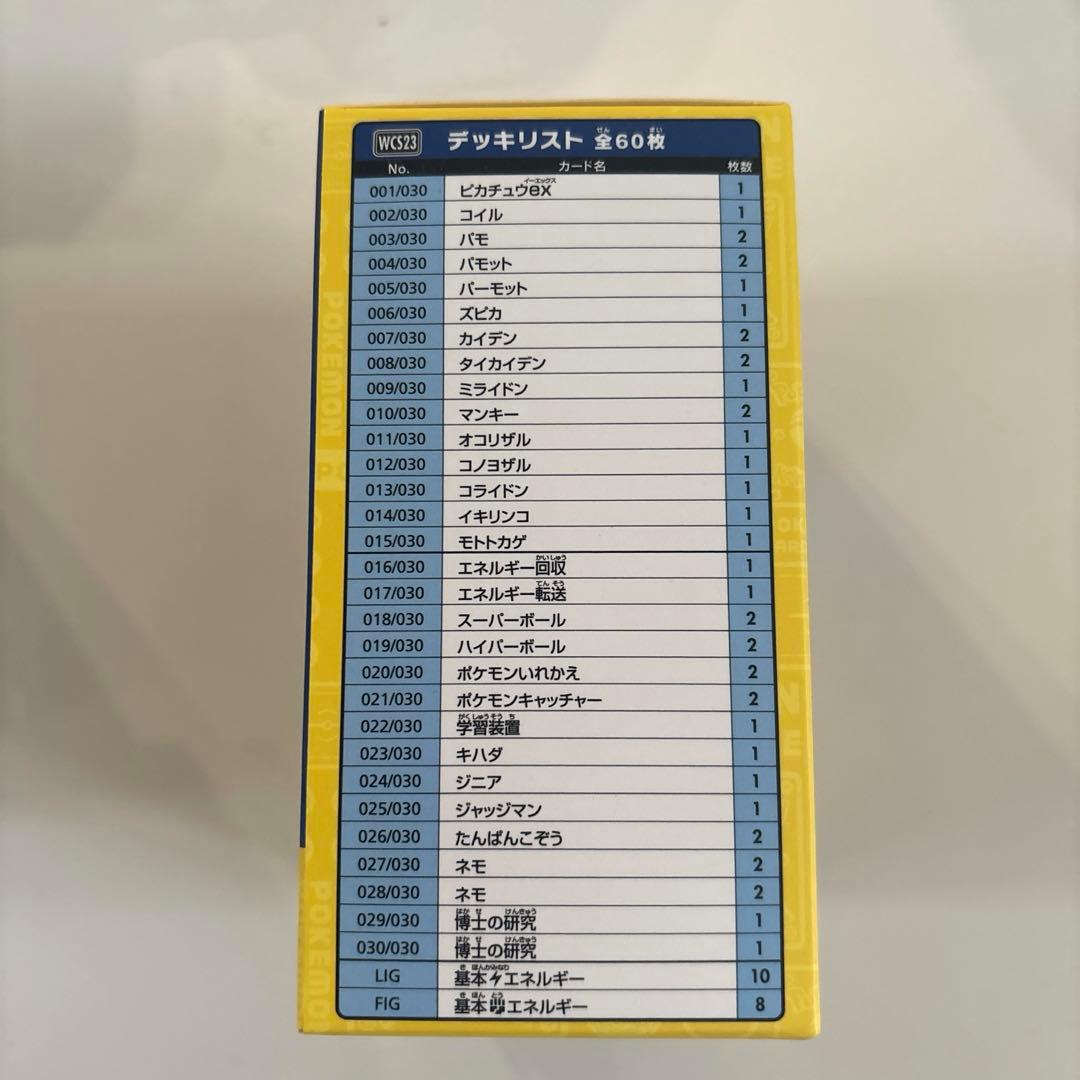 WCS23 デッキリスト 全60枚
No. カード名 枚数
001/030 ピカチュウex 1
002/030 コイル 1
003/030 パモ 2
004/030 パモット 2
005/030 パーモット 1
006/030 ズピカ 1
007/030 カイデン 2
008/030 タイカイデン 2
009/030 ミライドン 1
010/030 マンキー 2
011/030 オコリザル 1
012/030 コノヨザル 1
013/030 コライドン 1
014/030 イキリンコ 1
015/030 モトトカゲ 1
016/030 エネルギー回収 1
017/030 エネルギー転送 1
018/030 スーパーボール 2
019/030 ハイパーボール 2
020/030 ポケモンいれかえ 2
021/030 ポケモンキャッチャー 2
022/030 学習装置 1
023/030 キハダ 1
024/030 ジニア 1
025/030 ジャッジマン 1
026/030 たんぱんこぞう 2
027/030 ネモ 2
028/030 ネモ 2
029/030 博士の研究 1
030/030 博士の研究 1
LIG 基本エネルギー 10
FIG 基本エネルギー 8
POKÉMON
POKÉMON